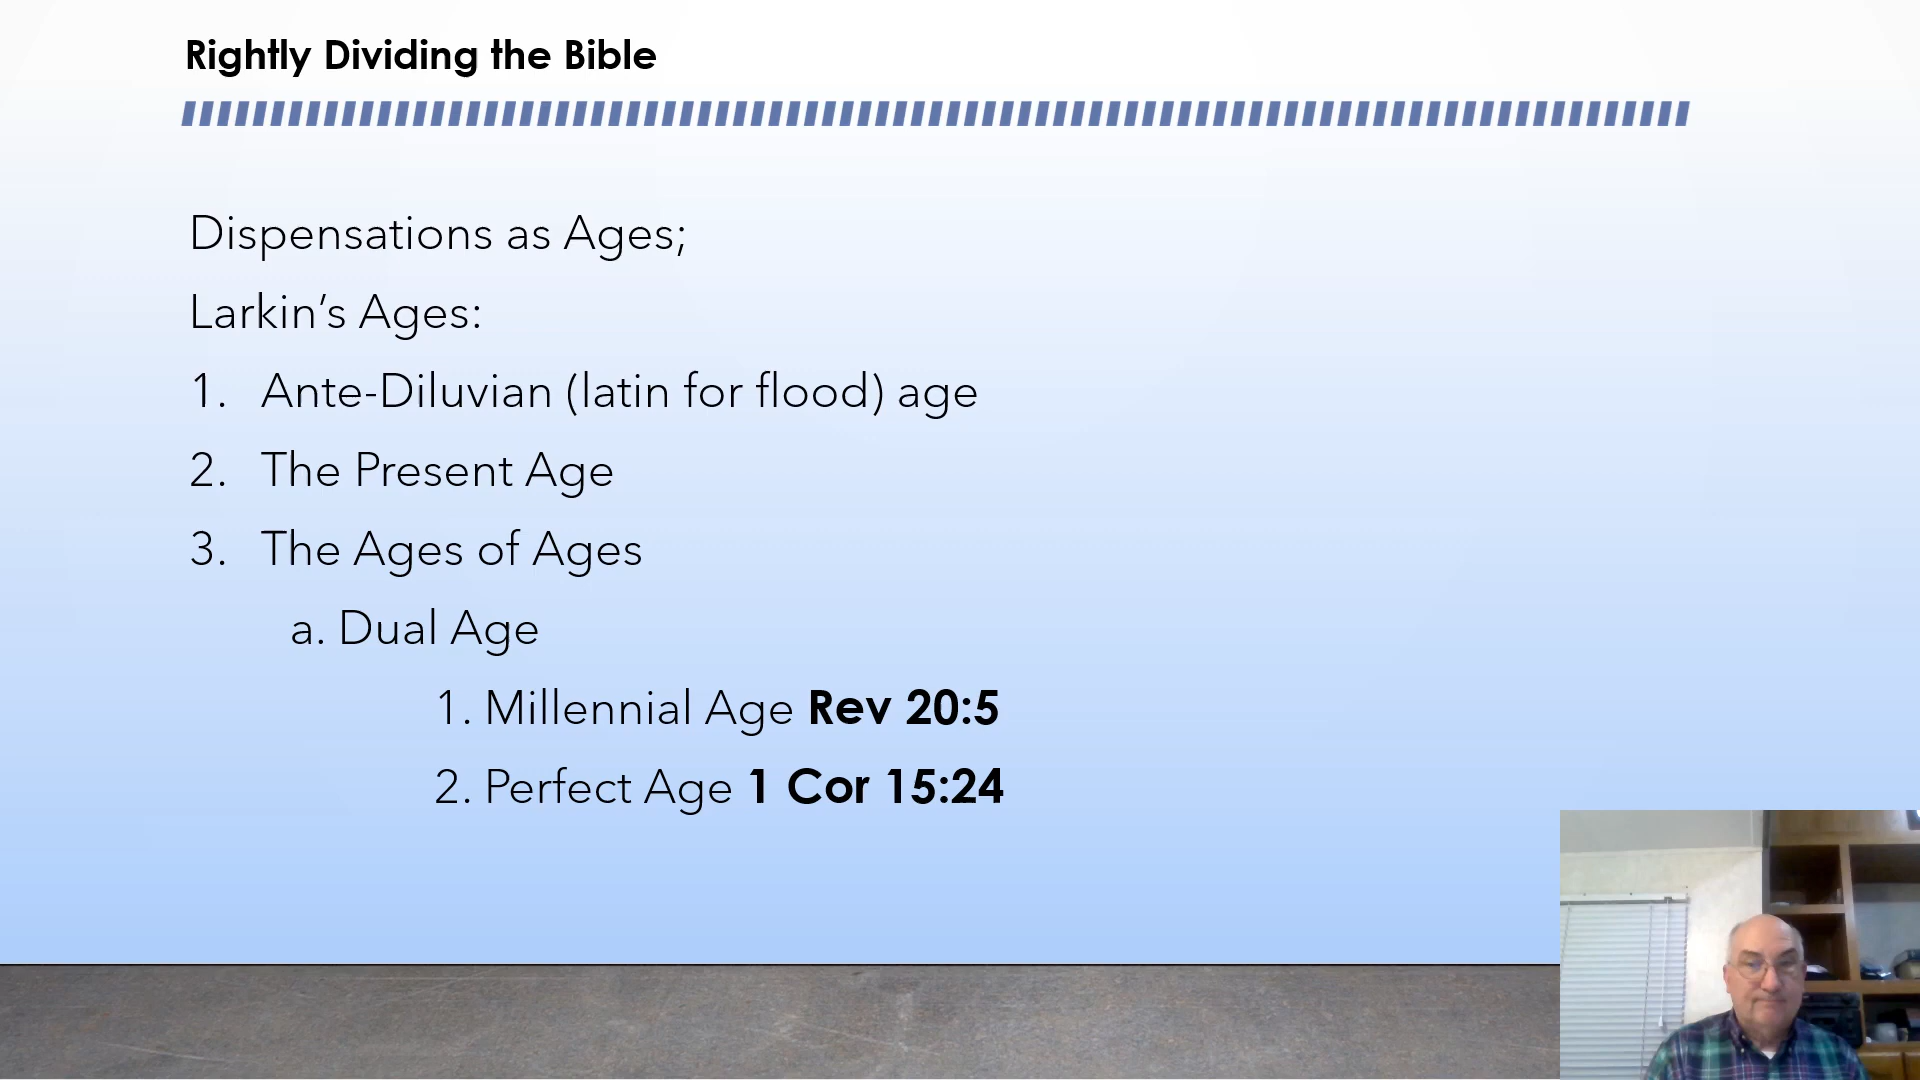 Rightly Dividing the Bible
Dispensations as Ages;
Larkin’s Ages:
1. Ante-Diluvian (latin for flood) age
2. The Present Age
3. The Ages of Ages
a. Dual Age
1. Millennial Age Rev 20:5
2. Perfect Age 1 Cor 15:24